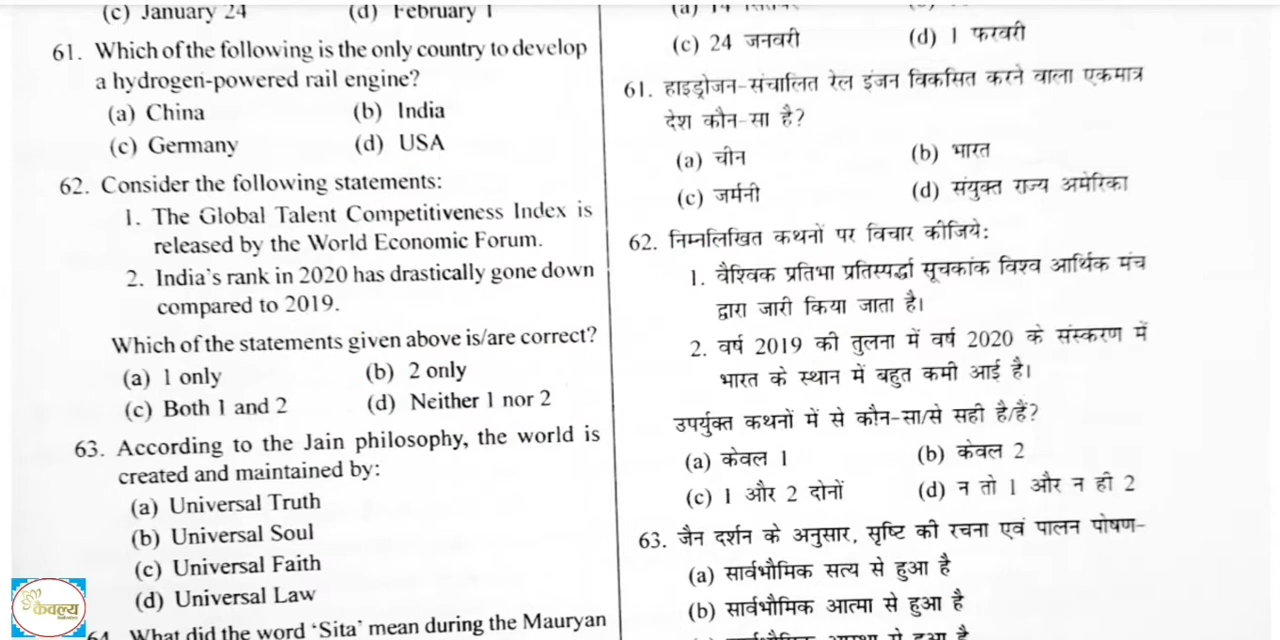 (c) January 24 (d) February 1
61. Which of the following is the only country to develop
a hydrogen-powered rail engine?
(a) China (b) India
(c) Germany (d) USA
62. Consider the following statements:
1. The Global Talent Competitiveness Index is
released by the World Economic Forum.
2. India's rank in 2020 has drastically gone down
compared to 2019.
Which of the statements given above is/are correct?
(a) 1 only (b) 2 only
(c) Both 1 and 2 (d) Neither 1 nor 2
63. According to the Jain philosophy, the world is
created and maintained by:
(a) Universal Truth
(b) Universal Soul
(c) Universal Faith
(d) Universal Law
64. What did the word 'Sita' mean during the Mauryan
(c) 24 जनवरी (d) 1 फरवरी
61. हाइड्रोजन-संचालित रेल इंजन विकसित करने वाला एकमात्र
देश कौन-सा है?
(a) चीन (b) भारत
(c) जर्मनी (d) संयुक्त राज्य अमेरिका
62. निम्नलिखित कथनों पर विचार कीजिये:
1. वैश्विक प्रतिभा प्रतिस्पर्द्धा सूचकांक विश्व आर्थिक मंच
द्वारा जारी किया जाता है।
2. वर्ष 2019 की तुलना में वर्ष 2020 के संस्करण में
भारत के स्थान में बहुत कमी आई है।
उपर्युक्त कथनों में से कौन-सा/से सही है/हैं?
(a) केवल 1 (b) केवल 2
(c) 1 और 2 दोनों (d) न तो 1 और न ही 2
63. जैन दर्शन के अनुसार, सृष्टि की रचना एवं पालन पोषण-
(a) सार्वभौमिक सत्य से हुआ है
(b) सार्वभौमिक आत्मा से हुआ है
कैवल्य